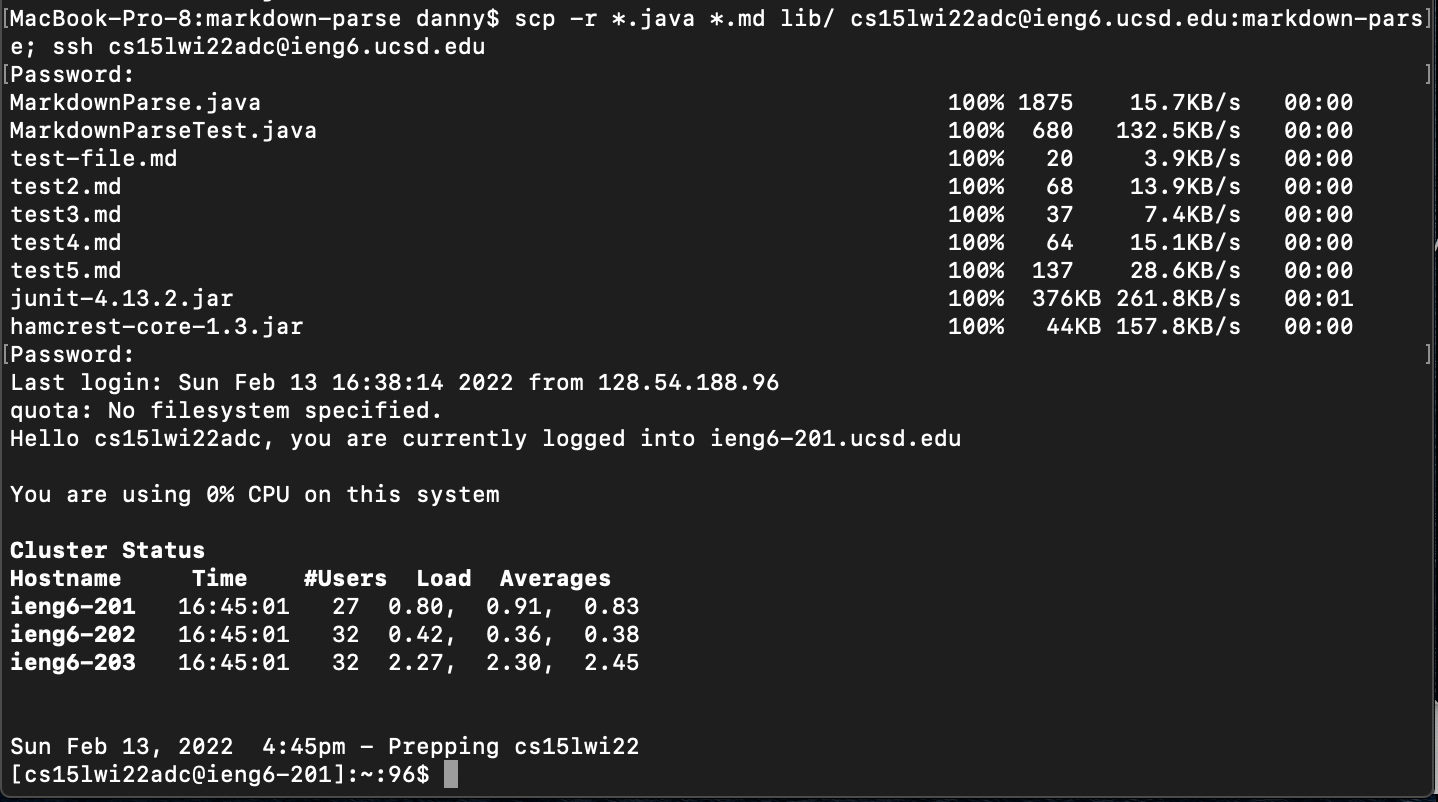 [MacBook-Pro-8:markdown-parse danny$ scp -r *.java *.md lib/ cs15lwi22adc@ieng6.ucsd.edu:markdown-pars]
e; ssh cs15lwi22adc@ieng6.ucsd.edu
[Password: ]
MarkdownParse.java 100% 1875 15.7KB/s 00:00
MarkdownParseTest.java 100% 680 132.5KB/s 00:00
test-file.md 100% 20 3.9KB/s 00:00
test2.md 100% 68 13.9KB/s 00:00
test3.md 100% 37 7.4KB/s 00:00
test4.md 100% 64 15.1KB/s 00:00
test5.md 100% 137 28.6KB/s 00:00
junit-4.13.2.jar 100% 376KB 261.8KB/s 00:01
hamcrest-core-1.3.jar 100% 44KB 157.8KB/s 00:00
[Password: ]
Last login: Sun Feb 13 16:38:14 2022 from 128.54.188.96
quota: No filesystem specified.
Hello cs15lwi22adc, you are currently logged into ieng6-201.ucsd.edu
You are using 0% CPU on this system
Cluster Status
Hostname Time #Users Load Averages
ieng6-201 16:45:01 27 0.80, 0.91, 0.83
ieng6-202 16:45:01 32 0.42, 0.36, 0.38
ieng6-203 16:45:01 32 2.27, 2.30, 2.45
Sun Feb 13, 2022 4:45pm - Prepping cs15lwi22
[cs15lwi22adc@ieng6-201]:~:96$